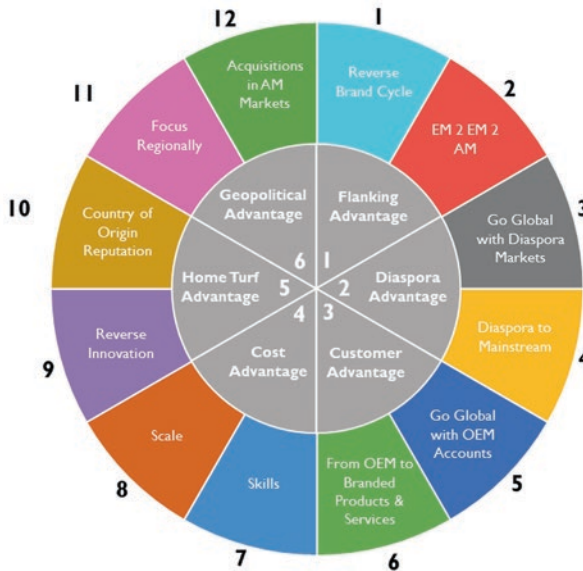 12
1
11
2
Acquisitions
in AM
Markets
Reverse
Brand Cycle
Focus
Regionally
EM 2 EM 2
AM
10
3
Country of
Origin
Reputation
Geopolitical
Advantage
6
Flanking
Advantage
1
Go Global
with Diaspora
Markets
Home Turf
Advantage
5
Diaspora
Advantage
2
Reverse
Innovation
9
Cost
Advantage
4
Customer
Advantage
3
Diaspora to
Mainstream
4
Scale
8
Skills
7
From OEM to
Branded
Products &
Services
6
Go Global
with OEM
Accounts
5